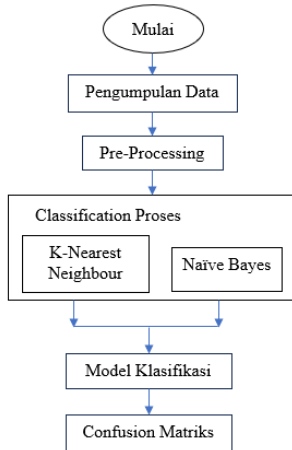 Mulai
Pengumpulan Data
Pre-Processing
Classification Proses
K-Nearest
Neighbour
Naïve Bayes
Model Klasifikasi
Confusion Matriks